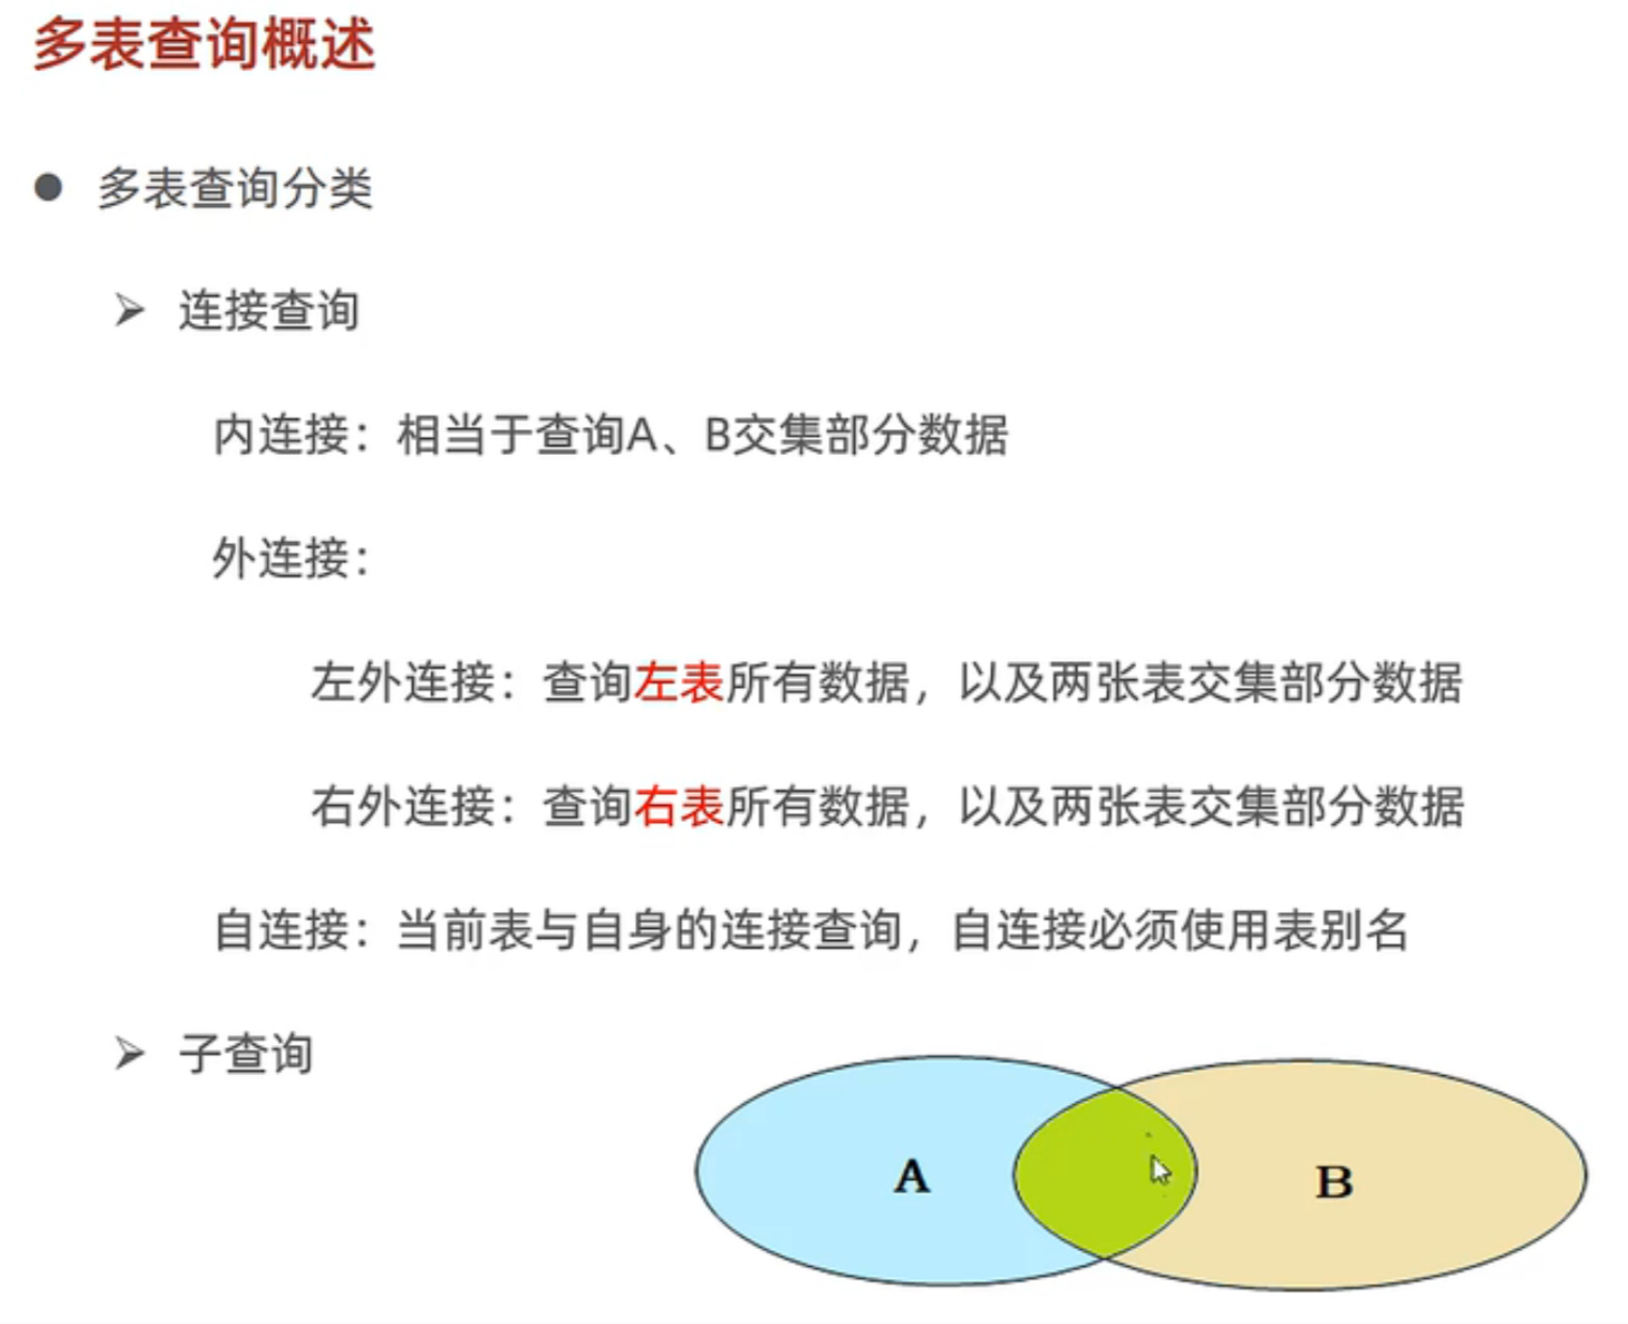 多表查询概述
● 多表查询分类
➢ 连接查询
内连接：相当于查询A、B交集部分数据
外连接：
左外连接：查询左表所有数据，以及两张表交集部分数据
右外连接：查询右表所有数据，以及两张表交集部分数据
自连接：当前表与自身的连接查询，自连接必须使用表别名
➢ 子查询
A
B